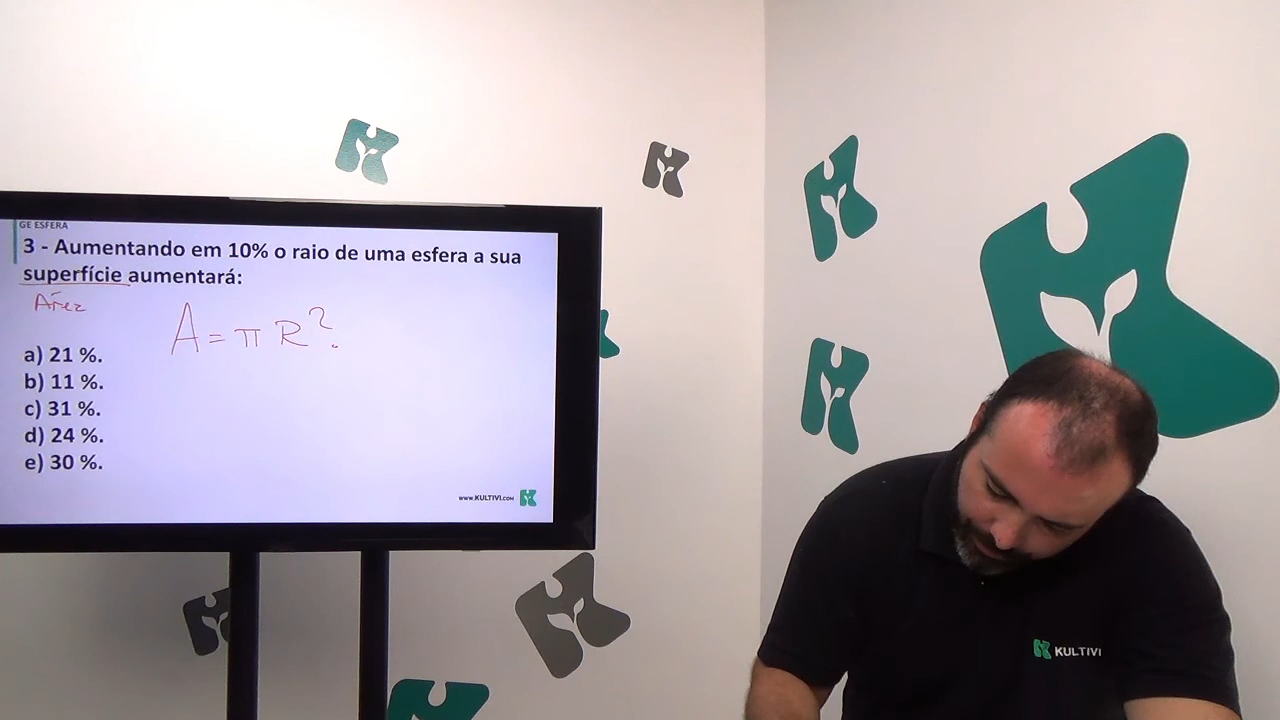 GE ESFERA
3 - Aumentando em 10% o raio de uma esfera a sua
superfície aumentará:
Área
A = π R².
a) 21 %.
b) 11 %.
c) 31 %.
d) 24 %.
e) 30 %.
www.KULTIVI.COM
KULTIVI